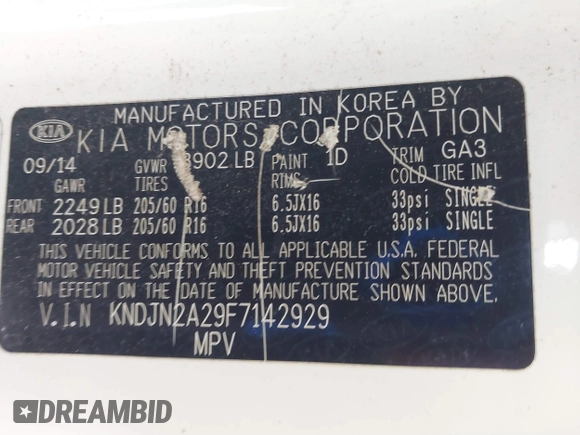 MANUFACTURED IN KOREA BY
KIA KIA MOTORS CORPORATION
09/14 GVWR 3902 LB PAINT 1D TRIM GA3
GAWR TIRES RIMS COLD TIRE INFL
FRONT 2249 LB 205/60 R16 6.5JX16 33psi SINGLE
REAR 2028 LB 205/60 R16 6.5JX16 33psi SINGLE
THIS VEHICLE CONFORMS TO ALL APPLICABLE U.S.A. FEDERAL
MOTOR VEHICLE SAFETY AND THEFT PREVENTION STANDARDS
IN EFFECT ON THE DATE OF MANUFACTURE SHOWN ABOVE.
V.I.N KNDJN2A29F7142929
MPV
DREAMBID